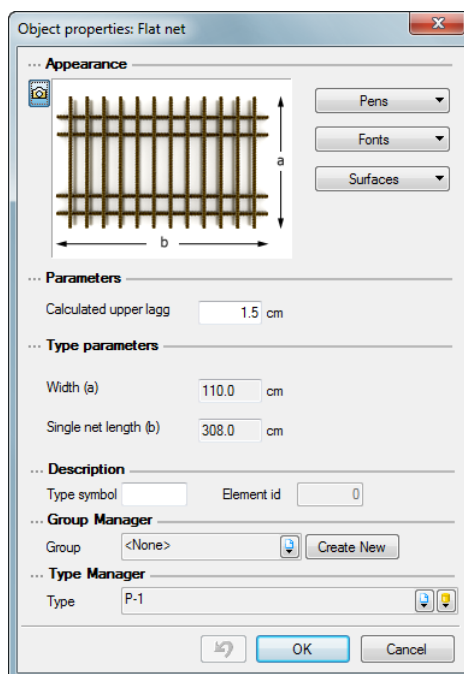 Object properties: Flat net
Appearance
Pens
Fonts
Surfaces
a
b
Parameters
Calculated upper lagg 1.5 cm
Type parameters
Width (a) 110.0 cm
Single net length (b) 308.0 cm
Description
Type symbol Element id 0
Group Manager
Group <None> Create New
Type Manager
Type P-1
OK Cancel